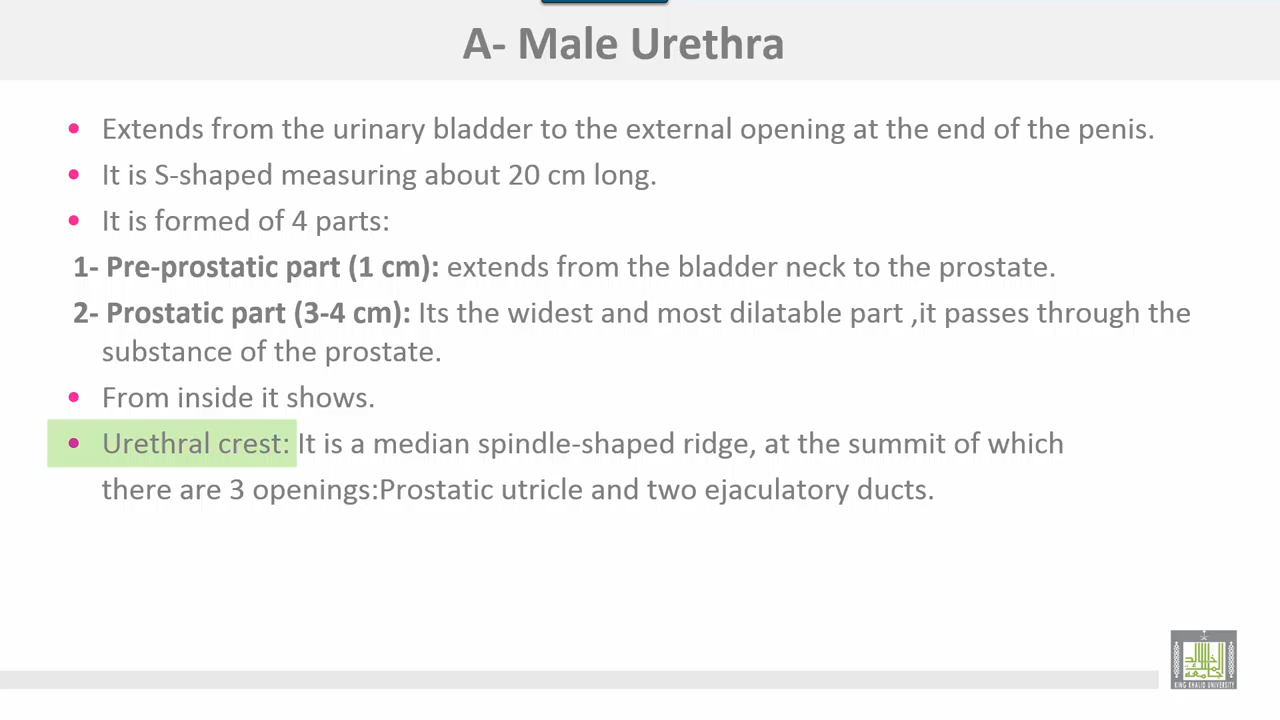 A- Male Urethra
• Extends from the urinary bladder to the external opening at the end of the penis.
• It is S-shaped measuring about 20 cm long.
• It is formed of 4 parts:
1- Pre-prostatic part (1 cm): extends from the bladder neck to the prostate.
2- Prostatic part (3-4 cm): Its the widest and most dilatable part ,it passes through the
substance of the prostate.
• From inside it shows.
• Urethral crest: It is a median spindle-shaped ridge, at the summit of which
there are 3 openings:Prostatic utricle and two ejaculatory ducts.
KING KHALID UNIVERSITY